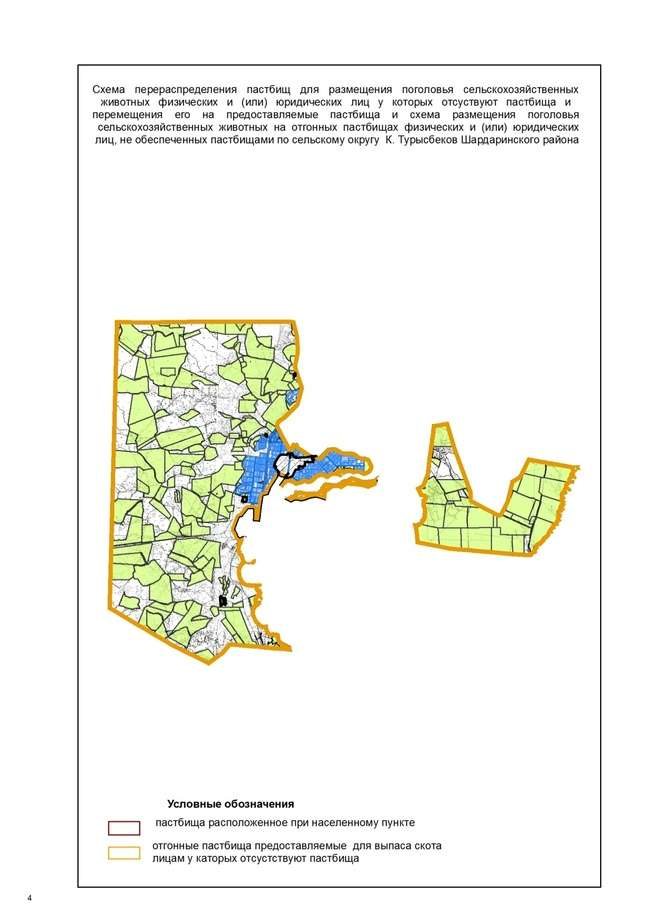 Схема перераспределения пастбищ для размещения поголовья сельскохозяйственных
животных физических и (или) юридических лиц у которых отсуствуют пастбища и
перемещения его на предоставляемые пастбища и схема размещения поголовья
сельскохозяйственных животных на отгонных пастбищах физических и (или) юридических
лиц, не обеспеченных пастбищами по сельскому округу К. Турысбеков Шардаринского района
Условные обозначения
пастбища расположенное при населенному пункте
отгонные пастбища предоставляемые для выпаса скота
лицам у каторых отсустствуют пастбища
4